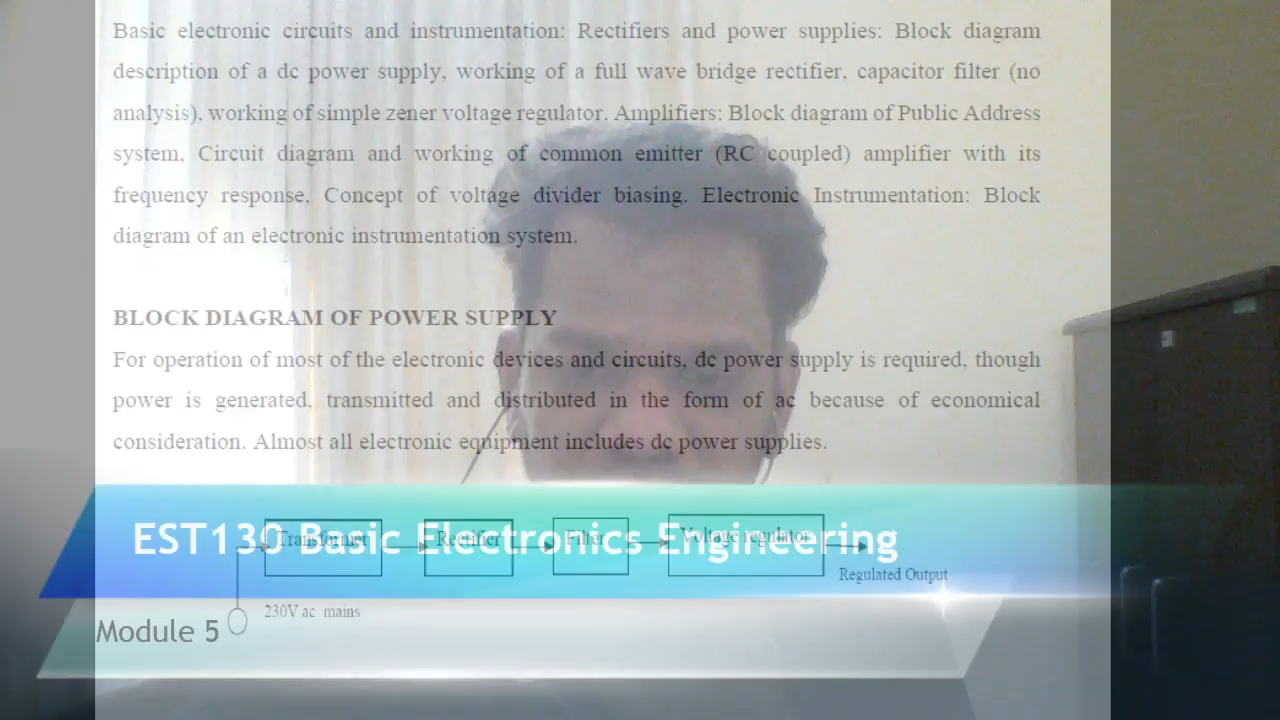 Basic electronic circuits and instrumentation: Rectifiers and power supplies: Block diagram
description of a dc power supply, working of a full wave bridge rectifier, capacitor filter (no
analysis), working of simple zener voltage regulator. Amplifiers: Block diagram of Public Address
system, Circuit diagram and working of common emitter (RC coupled) amplifier with its
frequency response, Concept of voltage divider biasing. Electronic Instrumentation: Block
diagram of an electronic instrumentation system.
BLOCK DIAGRAM OF POWER SUPPLY
For operation of most of the electronic devices and circuits, dc power supply is required, though
power is generated, transmitted and distributed in the form of ac because of economical
consideration. Almost all electronic equipment includes dc power supplies.
EST130 Basic Electronics Engineering
Transformer Rectifier Filter Voltage regulator
Regulated Output
230V ac mains
Module 5